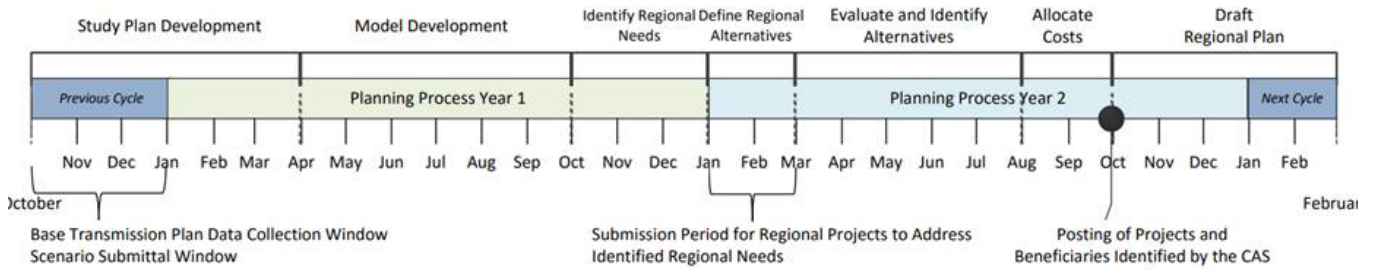 Study Plan Development
Model Development
Identify Regional
Needs
Define Regional
Alternatives
Evaluate and Identify
Alternatives
Allocate
Costs
Draft
Regional Plan
Previous Cycle
Planning Process Year 1
Planning Process Year 2
Next Cycle
Nov Dec Jan Feb Mar Apr May Jun Jul Aug Sep Oct Nov Dec Jan Feb Mar Apr May Jun Jul Aug Sep Oct Nov Dec Jan Feb
October
Februar
Base Transmission Plan Data Collection Window
Scenario Submittal Window
Submission Period for Regional Projects to Address
Identified Regional Needs
Posting of Projects and
Beneficiaries Identified by the CAS